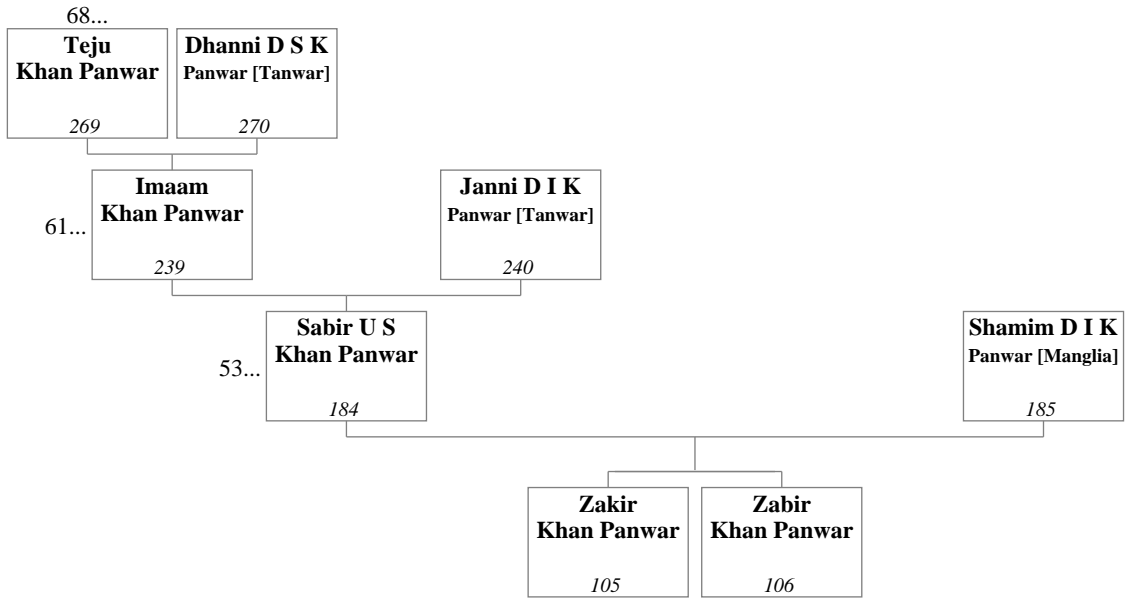 68...
Teju
Khan Panwar
269
Dhanni D S K
Panwar [Tanwar]
270
61...
Imaam
Khan Panwar
239
Janni D I K
Panwar [Tanwar]
240
53...
Sabir U S
Khan Panwar
184
Shamim D I K
Panwar [Manglia]
185
Zakir
Khan Panwar
105
Zabir
Khan Panwar
106